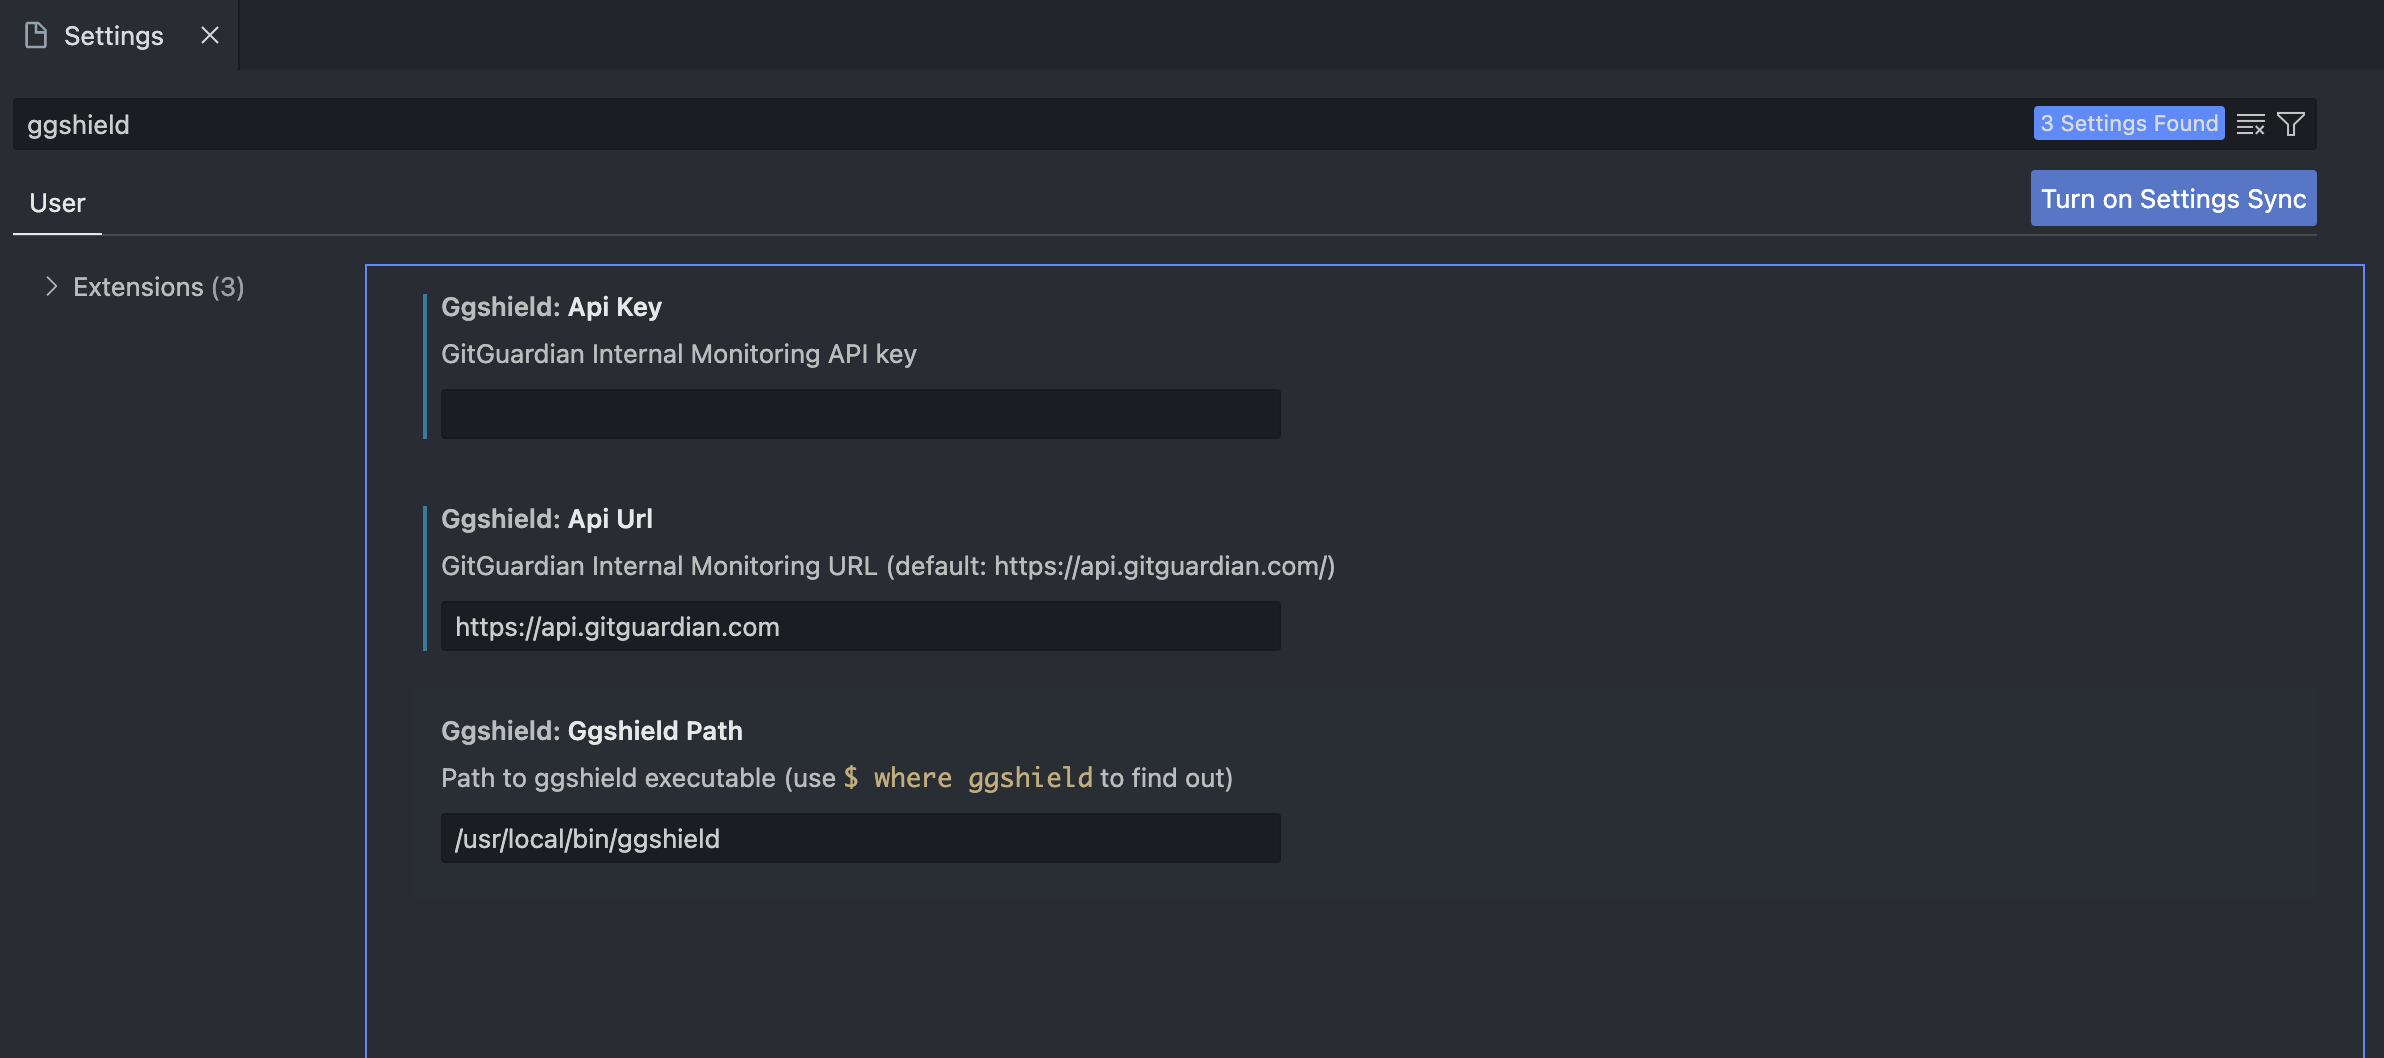 Settings
ggshield
3 Settings Found
User
Turn on Settings Sync
Extensions (3)
Ggshield: Api Key
GitGuardian Internal Monitoring API key
Ggshield: Api Url
GitGuardian Internal Monitoring URL (default: https://api.gitguardian.com/)
https://api.gitguardian.com
Ggshield: Ggshield Path
Path to ggshield executable (use $ where ggshield to find out)
/usr/local/bin/ggshield